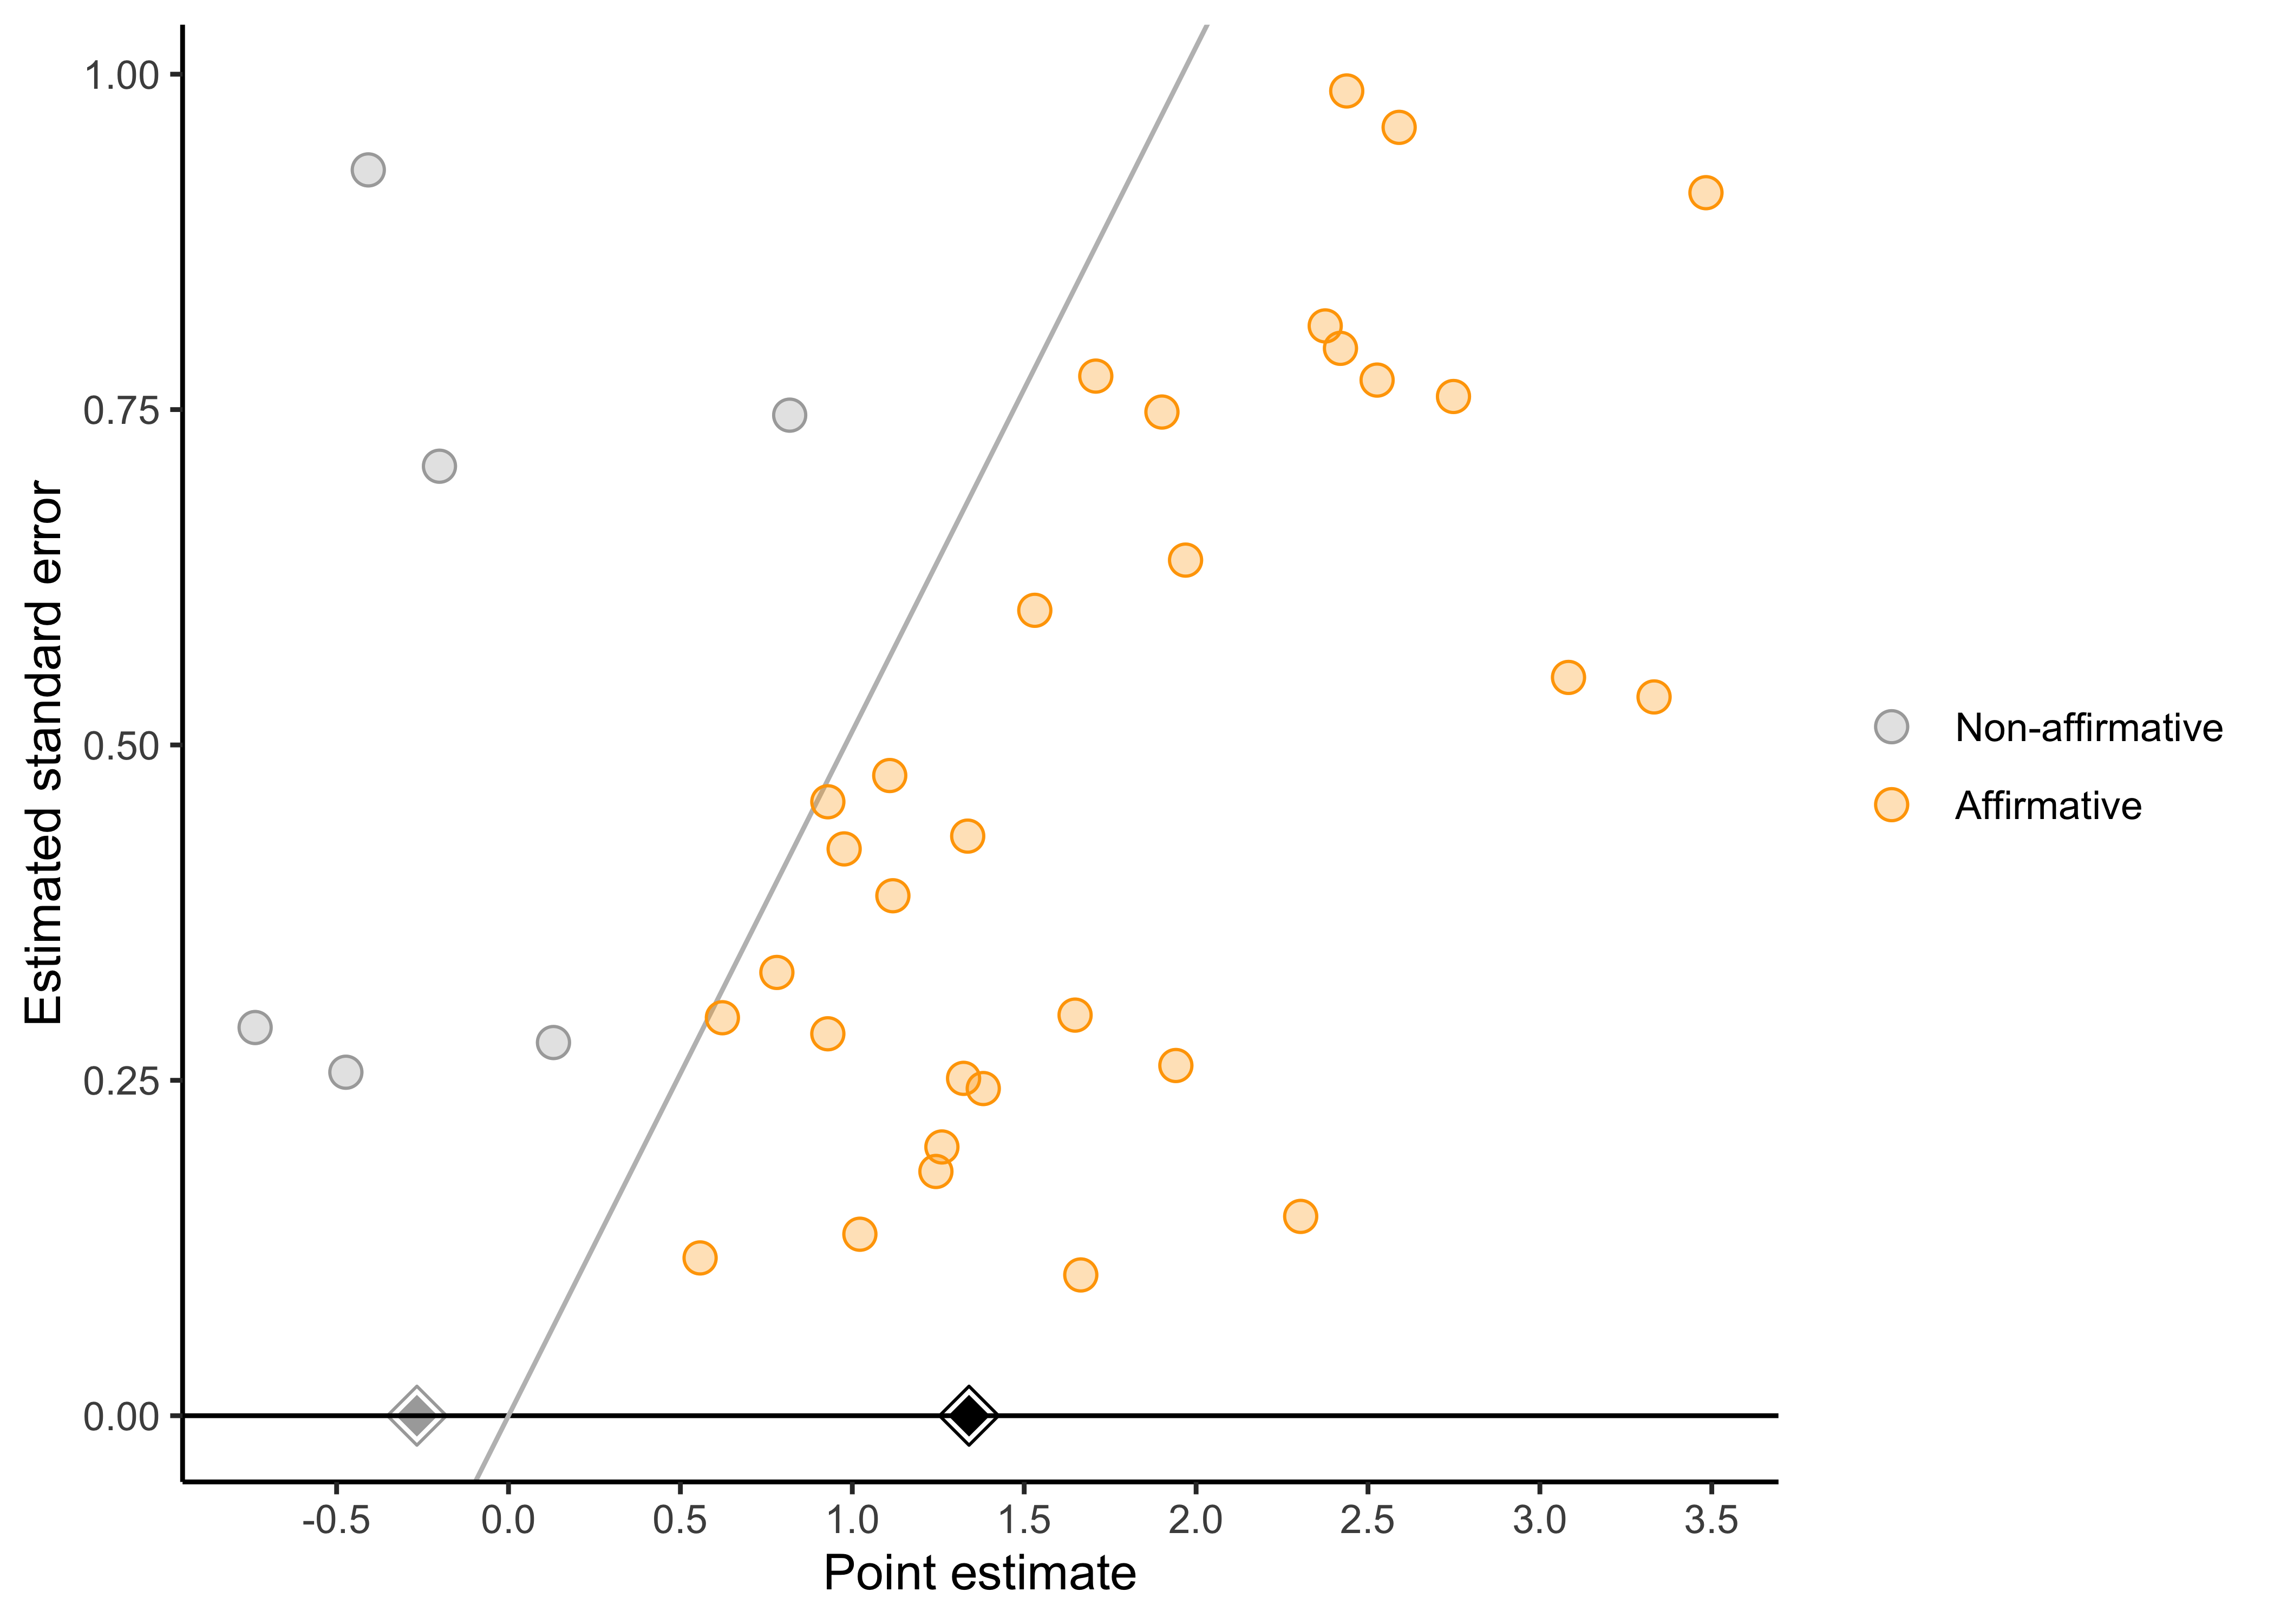 Estimated standard error
1.00
0.75
0.50
0.25
0.00
-0.5 0.0 0.5 1.0 1.5 2.0 2.5 3.0 3.5
Point estimate
Non-affirmative
Affirmative